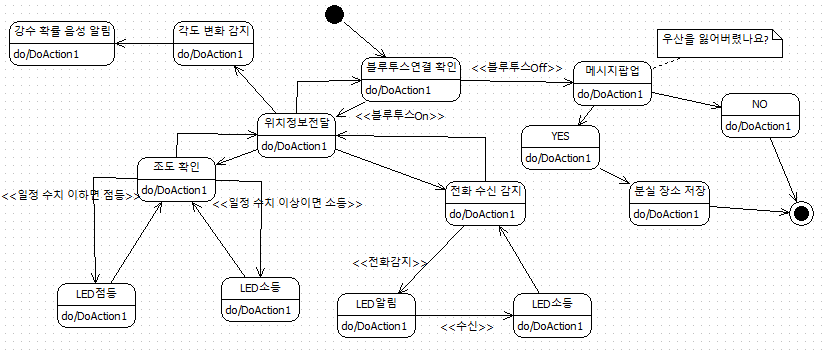 강수 확률 음성 알림
do/DoAction1
각도 변화 감지
do/DoAction1
우산을 잃어버렸나요?
블루투스연결 확인
do/DoAction1
<<블루투스Off>>
메시지팝업
do/DoAction1
NO
do/DoAction1
<<블루투스On>>
위치정보전달
do/DoAction1
YES
do/DoAction1
조도 확인
do/DoAction1
전화 수신 감지
do/DoAction1
분실 장소 저장
do/DoAction1
<<일정 수치 이하면 점등>>
<<일정 수치 이상이면 소등>>
<<전화감지>>
LED점등
do/DoAction1
LED소등
do/DoAction1
LED알림
do/DoAction1
<<수신>>
LED소등
do/DoAction1